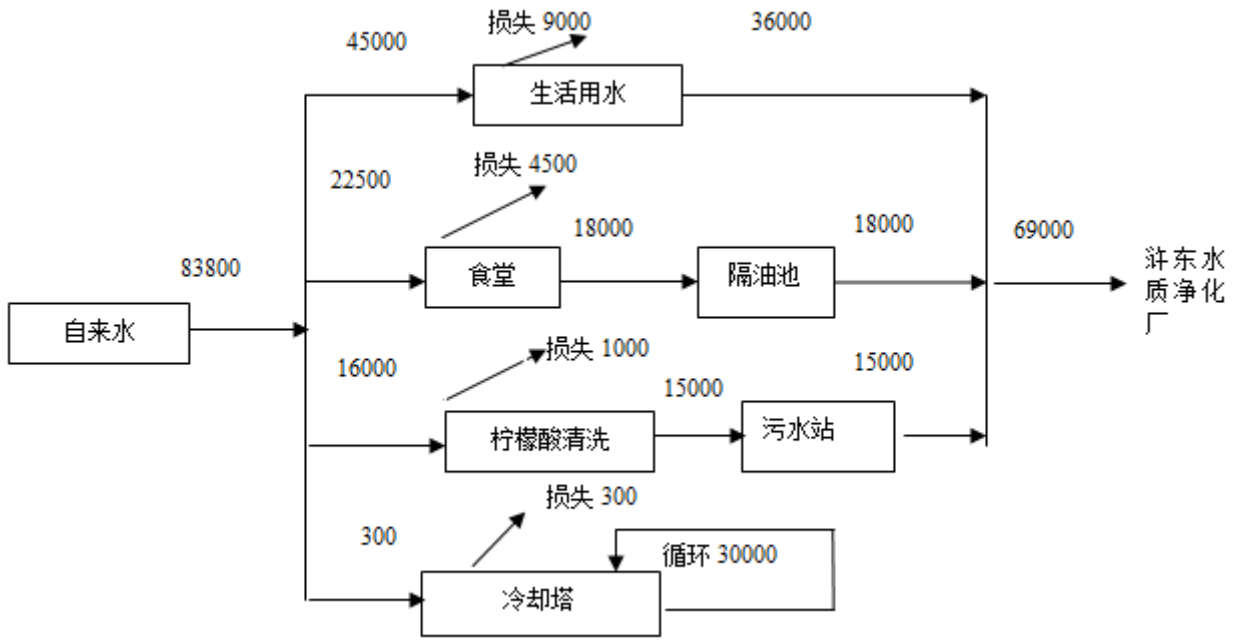 损失 9000
45000
36000
生活用水
损失 4500
22500
18000
18000
69000
食堂
隔油池
浒东水
质净化
厂
83800
自来水
损失 1000
16000
15000
15000
柠檬酸清洗
污水站
损失 300
300
循环 30000
冷却塔